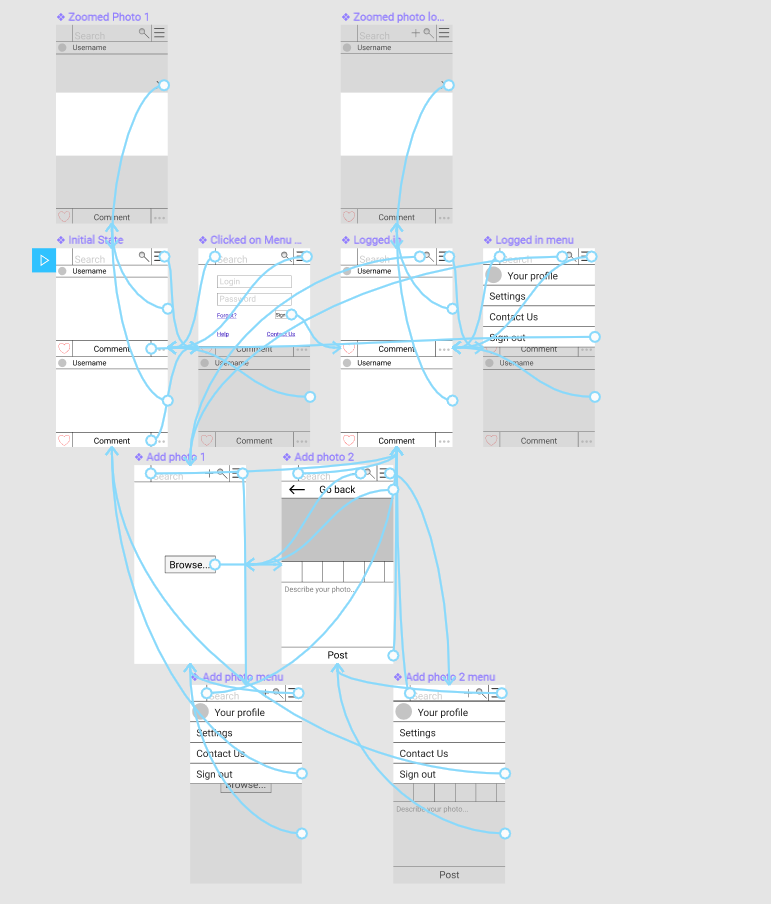 Zoomed Photo 1
Search
Username
Comment
Zoomed photo lo...
Search
Username
Comment
Initial State
Search
Username
Comment
Username
Comment
Clicked on Menu ...
Search
Login
Password
Forgot?
Sign
Help
Contact Us
Comment
Username
Comment
Logged in
Search
Username
Comment
Username
Comment
Logged in menu
Search
Your profile
Settings
Contact Us
Sign out
Comment
Username
Comment
Add photo 1
Search
Browse...
Add photo 2
Search
Go back
Describe your photo...
Post
Add photo menu
Search
Your profile
Settings
Contact Us
Sign out
Browse...
Add photo 2 menu
Search
Your profile
Settings
Contact Us
Sign out
Describe your photo...
Post